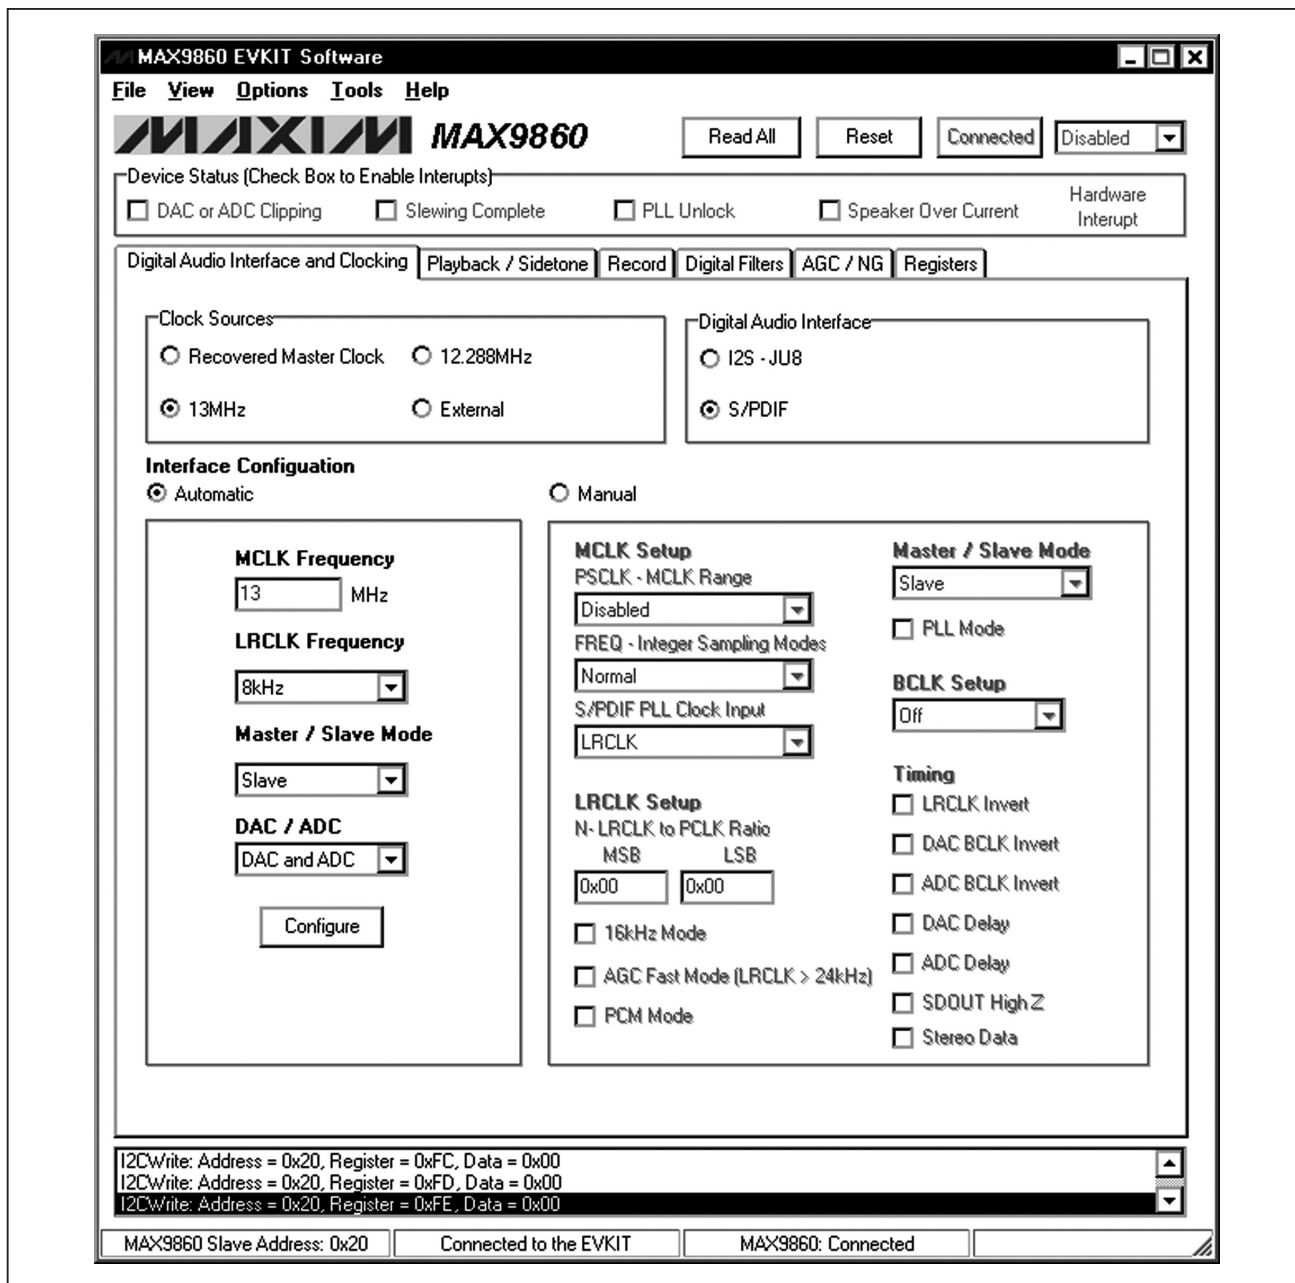 MAX9860 EVKIT Software
File View Options Tools Help
MAXIM MAX9860 Read All Reset Connected Disabled
Device Status (Check Box to Enable Interupts)
DAC or ADC Clipping Slewing Complete PLL Unlock Speaker Over Current Hardware Interupt
Digital Audio Interface and Clocking Playback / Sidetone Record Digital Filters AGC / NG Registers
Clock Sources
Recovered Master Clock 12.288MHz
13MHz External
Digital Audio Interface
I2S - JU8
S/PDIF
Interface Configuation
Automatic Manual
MCLK Frequency
13 MHz
LRCLK Frequency
8kHz
Master / Slave Mode
Slave
DAC / ADC
DAC and ADC
Configure
MCLK Setup
PSCLK - MCLK Range
Disabled
FREQ - Integer Sampling Modes
Normal
S/PDIF PLL Clock Input
LRCLK
LRCLK Setup
N- LRCLK to PCLK Ratio
MSB LSB
0x00 0x00
16kHz Mode
AGC Fast Mode (LRCLK > 24kHz)
PCM Mode
Master / Slave Mode
Slave
PLL Mode
BCLK Setup
Off
Timing
LRCLK Invert
DAC BCLK Invert
ADC BCLK Invert
DAC Delay
ADC Delay
SDOUT High Z
Stereo Data
I2CWrite: Address = 0x20, Register = 0xFC, Data = 0x00
I2CWrite: Address = 0x20, Register = 0xFD, Data = 0x00
I2CWrite: Address = 0x20, Register = 0xFE, Data = 0x00
MAX9860 Slave Address: 0x20 Connected to the EVKIT MAX9860: Connected